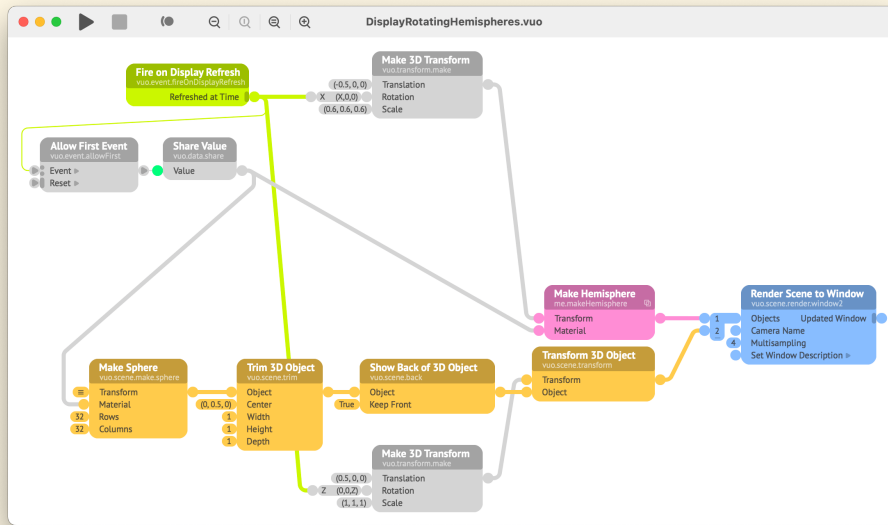 DisplayRotatingHemispheres.vuo
Make 3D Transform
vuo.transform.make
(-0.5, 0, 0) Translation
X (X,0,0) Rotation
(0.6, 0.6, 0.6) Scale
Fire on Display Refresh
vuo.event.fireOnDisplayRefresh
Refreshed at Time
Allow First Event
vuo.event.allowFirst
Event
Reset
Share Value
vuo.data.share
Value
Make Hemisphere
me.makeHemisphere
Transform
Material
Render Scene to Window
vuo.scene.render.window2
1 Objects Updated Window
2 Camera Name
4 Multisampling
Set Window Description
Make Sphere
vuo.scene.make.sphere
Transform
Material
32 Rows
32 Columns
Trim 3D Object
vuo.scene.trim
Object
(0, 0.5, 0) Center
1 Width
1 Height
1 Depth
Show Back of 3D Object
vuo.scene.back
Object
True Keep Front
Transform 3D Object
vuo.scene.transform
Transform
Object
Make 3D Transform
vuo.transform.make
(0.5, 0, 0) Translation
Z (0,0,Z) Rotation
(1, 1, 1) Scale